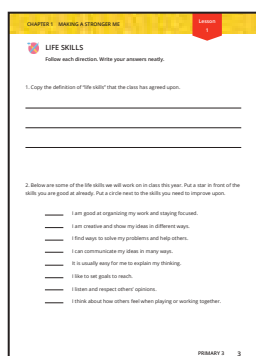 CHAPTER 1 MAKING A STRONGER ME
Lesson
1
LIFE SKILLS
Follow each direction. Write your answers neatly.
1. Copy the definition of "life skills" that the class has agreed upon.
2. Below are some of the life skills we will work on in class this year. Put a star in front of the
skills you are good at already. Put a circle next to the skills you need to improve upon.
I am good at organizing my work and staying focused.
I am creative and show my ideas in different ways.
I find ways to solve my problems and help others.
I can communicate my ideas in many ways.
It is usually easy for me to explain my thinking.
I like to set goals to reach.
I listen and respect others' opinions.
I think about how others feel when playing or working together.
PRIMARY 3 3